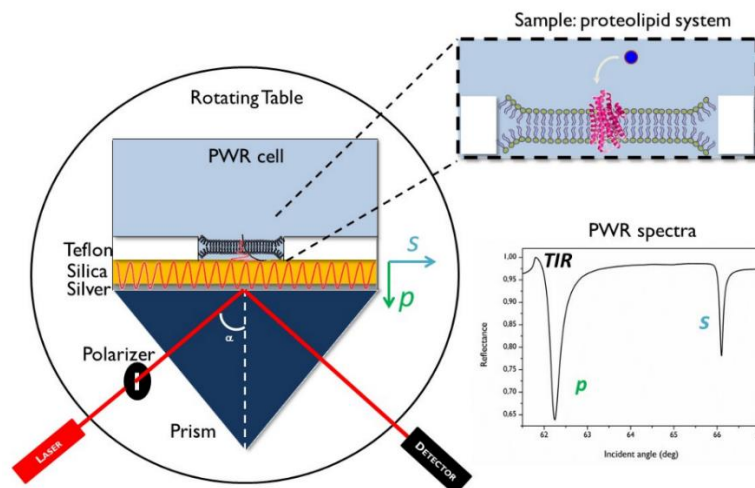 Sample: proteolipid system
Rotating Table
PWR cell
Teflon
Silica
Silver
s
p
α
Polarizer
Prism
LASER
DETECTOR
PWR spectra
TIR
1,00
0,95
0,90
0,85
0,80
0,75
0,70
0,65
Reflectance
p
s
62 63 64 65 66
Incident angle (deg)